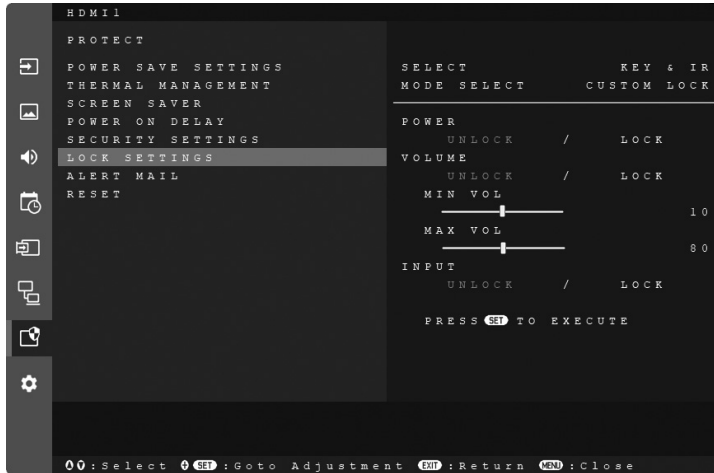 HDMI1
PROTECT
POWER SAVE SETTINGS
THERMAL MANAGEMENT
SCREEN SAVER
POWER ON DELAY
SECURITY SETTINGS
LOCK SETTINGS
ALERT MAIL
RESET
SELECT KEY & IR
MODE SELECT CUSTOM LOCK
POWER
UNLOCK / LOCK
VOLUME
UNLOCK / LOCK
MIN VOL
10
MAX VOL
80
INPUT
UNLOCK / LOCK
PRESS SET TO EXECUTE
:Select SET :Goto Adjustment EXIT :Return MENU :Close